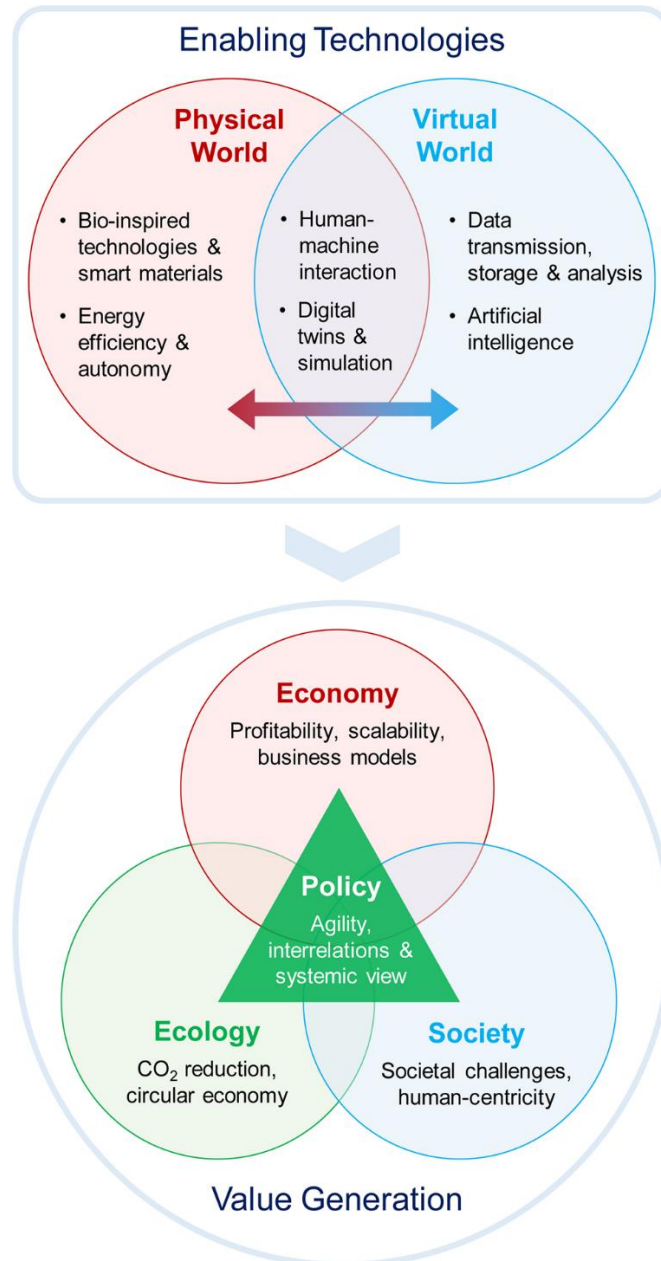 Enabling Technologies
Physical
World
• Bio-inspired
technologies &
smart materials
• Energy
efficiency &
autonomy
• Human-
machine
interaction
• Digital
twins &
simulation
Virtual
World
• Data
transmission,
storage & analysis
• Artificial
intelligence
Economy
Profitability, scalability,
business models
Policy
Agility,
interrelations &
systemic view
Ecology
CO₂ reduction,
circular economy
Society
Societal challenges,
human-centricity
Value Generation